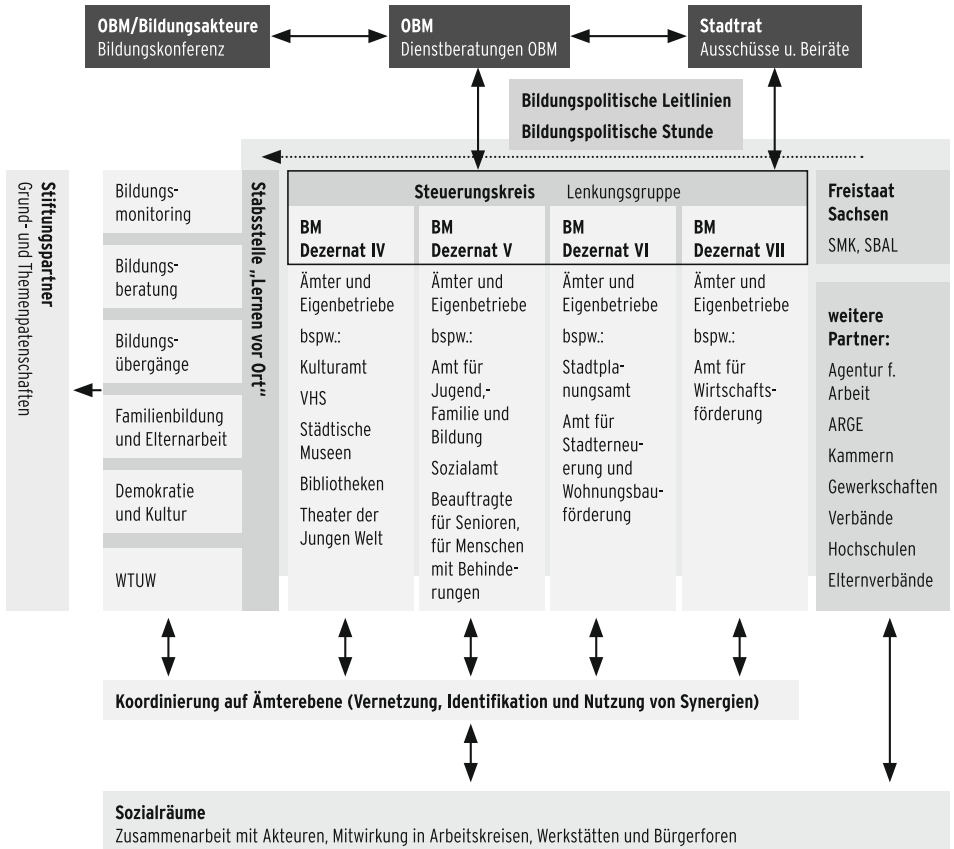 OBM/Bildungsakteure
Bildungskonferenz
OBM
Dienstberatungen OBM
Stadtrat
Ausschüsse u. Beiräte
Bildungspolitische Leitlinien
Bildungspolitische Stunde
Stiftungspartner
Grund- und Themenpatenschaften
Bildungs-
monitoring
Bildungs-
beratung
Bildungs-
übergänge
Familienbildung
und Elternarbeit
Demokratie
und Kultur
WTUW
Stabsstelle „Lernen vor Ort“
Steuerungskreis Lenkungsgruppe
BM
Dezernat IV
Ämter und
Eigenbetriebe
bspw.:
Kulturamt
VHS
Städtische
Museen
Bibliotheken
Theater der
Jungen Welt
BM
Dezernat V
Ämter und
Eigenbetriebe
bspw.:
Amt für
Jugend,-
Familie und
Bildung
Sozialamt
Beauftragte
für Senioren,
für Menschen
mit Behinde-
rungen
BM
Dezernat VI
Ämter und
Eigenbetriebe
bspw.:
Stadtpla-
nungsamt
Amt für
Stadterneu-
erung und
Wohnungsbau-
förderung
BM
Dezernat VII
Ämter und
Eigenbetriebe
bspw.:
Amt für
Wirtschafts-
förderung
Freistaat
Sachsen
SMK, SBAL
weitere
Partner:
Agentur f.
Arbeit
ARGE
Kammern
Gewerkschaften
Verbände
Hochschulen
Elternverbände
Koordinierung auf Ämterebene (Vernetzung, Identifikation und Nutzung von Synergien)
Sozialräume
Zusammenarbeit mit Akteuren, Mitwirkung in Arbeitskreisen, Werkstätten und Bürgerforen